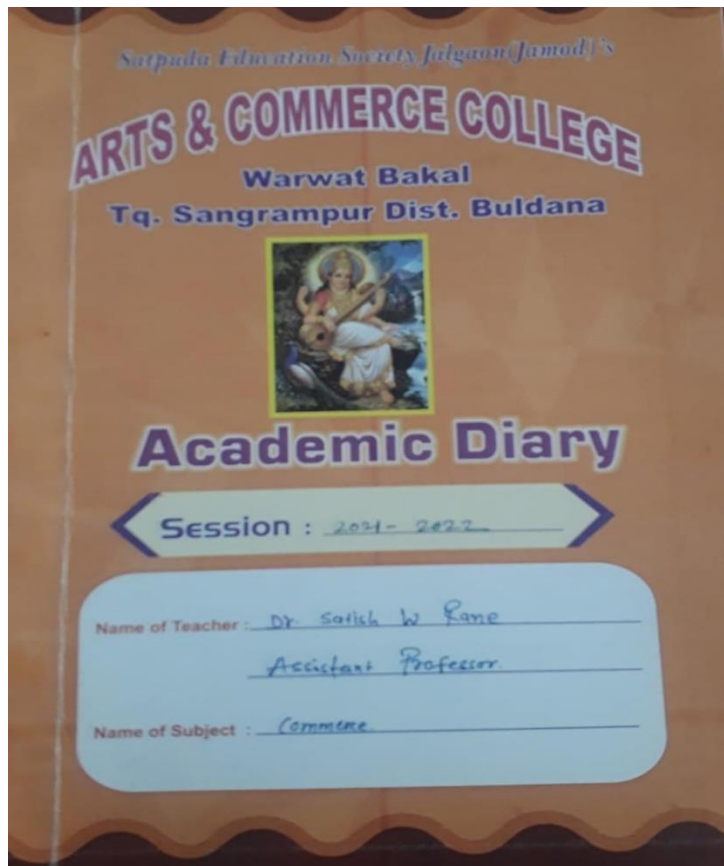 Satpuda Education Society Jalgaon(Jamod)'s
ARTS & COMMERCE COLLEGE
Warwat Bakal
Tq. Sangrampur Dist. Buldana
Academic Diary
Session : 2021-2022
Name of Teacher : Dr. Satish W Rane
Assistant Professor.
Name of Subject : Commerce.